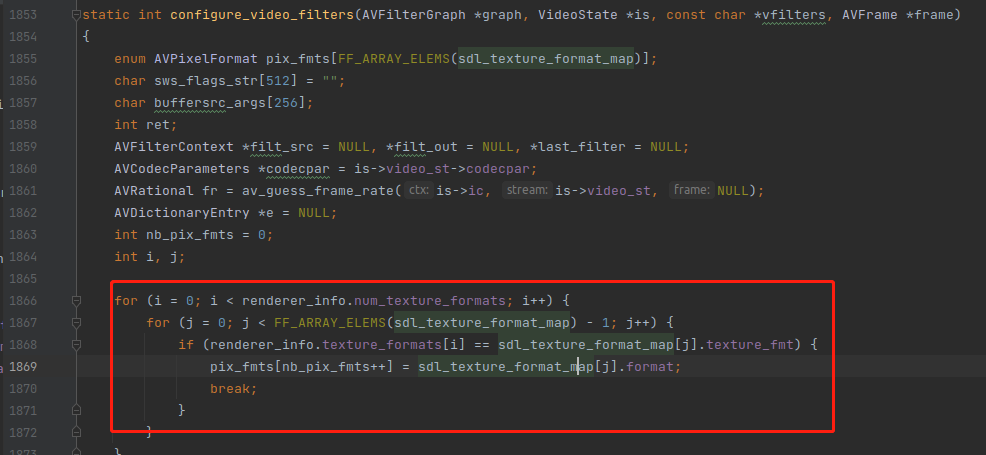 1853 static int configure_video_filters(AVFilterGraph *graph, VideoState *is, const char *vfilters, AVFrame *frame)
1854 {
1855 enum AVPixelFormat pix_fmts[FF_ARRAY_ELEMS(sdl_texture_format_map)];
1856 char sws_flags_str[512] = "";
1857 char buffersrc_args[256];
1858 int ret;
1859 AVFilterContext *filt_src = NULL, *filt_out = NULL, *last_filter = NULL;
1860 AVCodecParameters *codecpar = is->video_st->codecpar;
1861 AVRational fr = av_guess_frame_rate( ctx: is->ic, stream: is->video_st, frame: NULL);
1862 AVDictionaryEntry *e = NULL;
1863 int nb_pix_fmts = 0;
1864 int i, j;
1865
1866 for (i = 0; i < renderer_info.num_texture_formats; i++) {
1867 for (j = 0; j < FF_ARRAY_ELEMS(sdl_texture_format_map) - 1; j++) {
1868 if (renderer_info.texture_formats[i] == sdl_texture_format_map[j].texture_fmt) {
1869 pix_fmts[nb_pix_fmts++] = sdl_texture_format_map[j].format;
1870 break;
1871 }
1872 }
1873 }